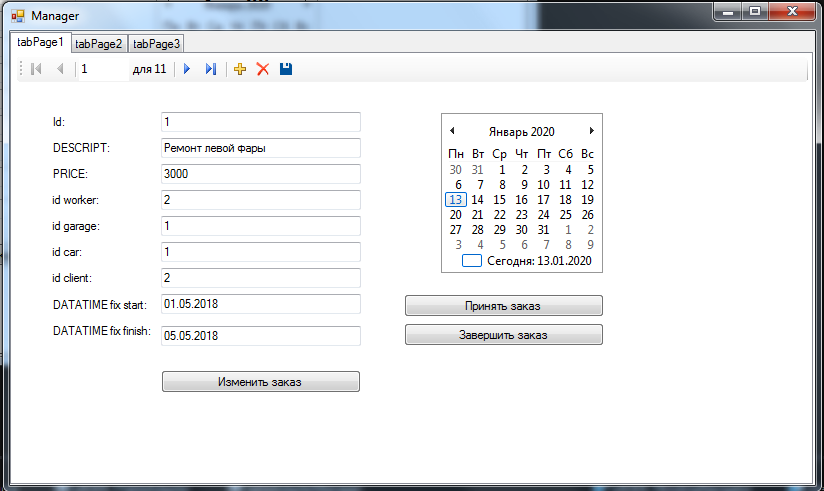 Manager
tabPage1 tabPage2 tabPage3
1 для 11
Id: 1
DESCRIPT: Ремонт левой фары
PRICE: 3000
id worker: 2
id garage: 1
id car: 1
id client: 2
DATATIME fix start: 01.05.2018
DATATIME fix finish: 05.05.2018
Изменить заказ
Январь 2020
Пн Вт Ср Чт Пт Сб Вс
30 31 1 2 3 4 5
6 7 8 9 10 11 12
13 14 15 16 17 18 19
20 21 22 23 24 25 26
27 28 29 30 31 1 2
3 4 5 6 7 8 9
Сегодня: 13.01.2020
Принять заказ
Завершить заказ